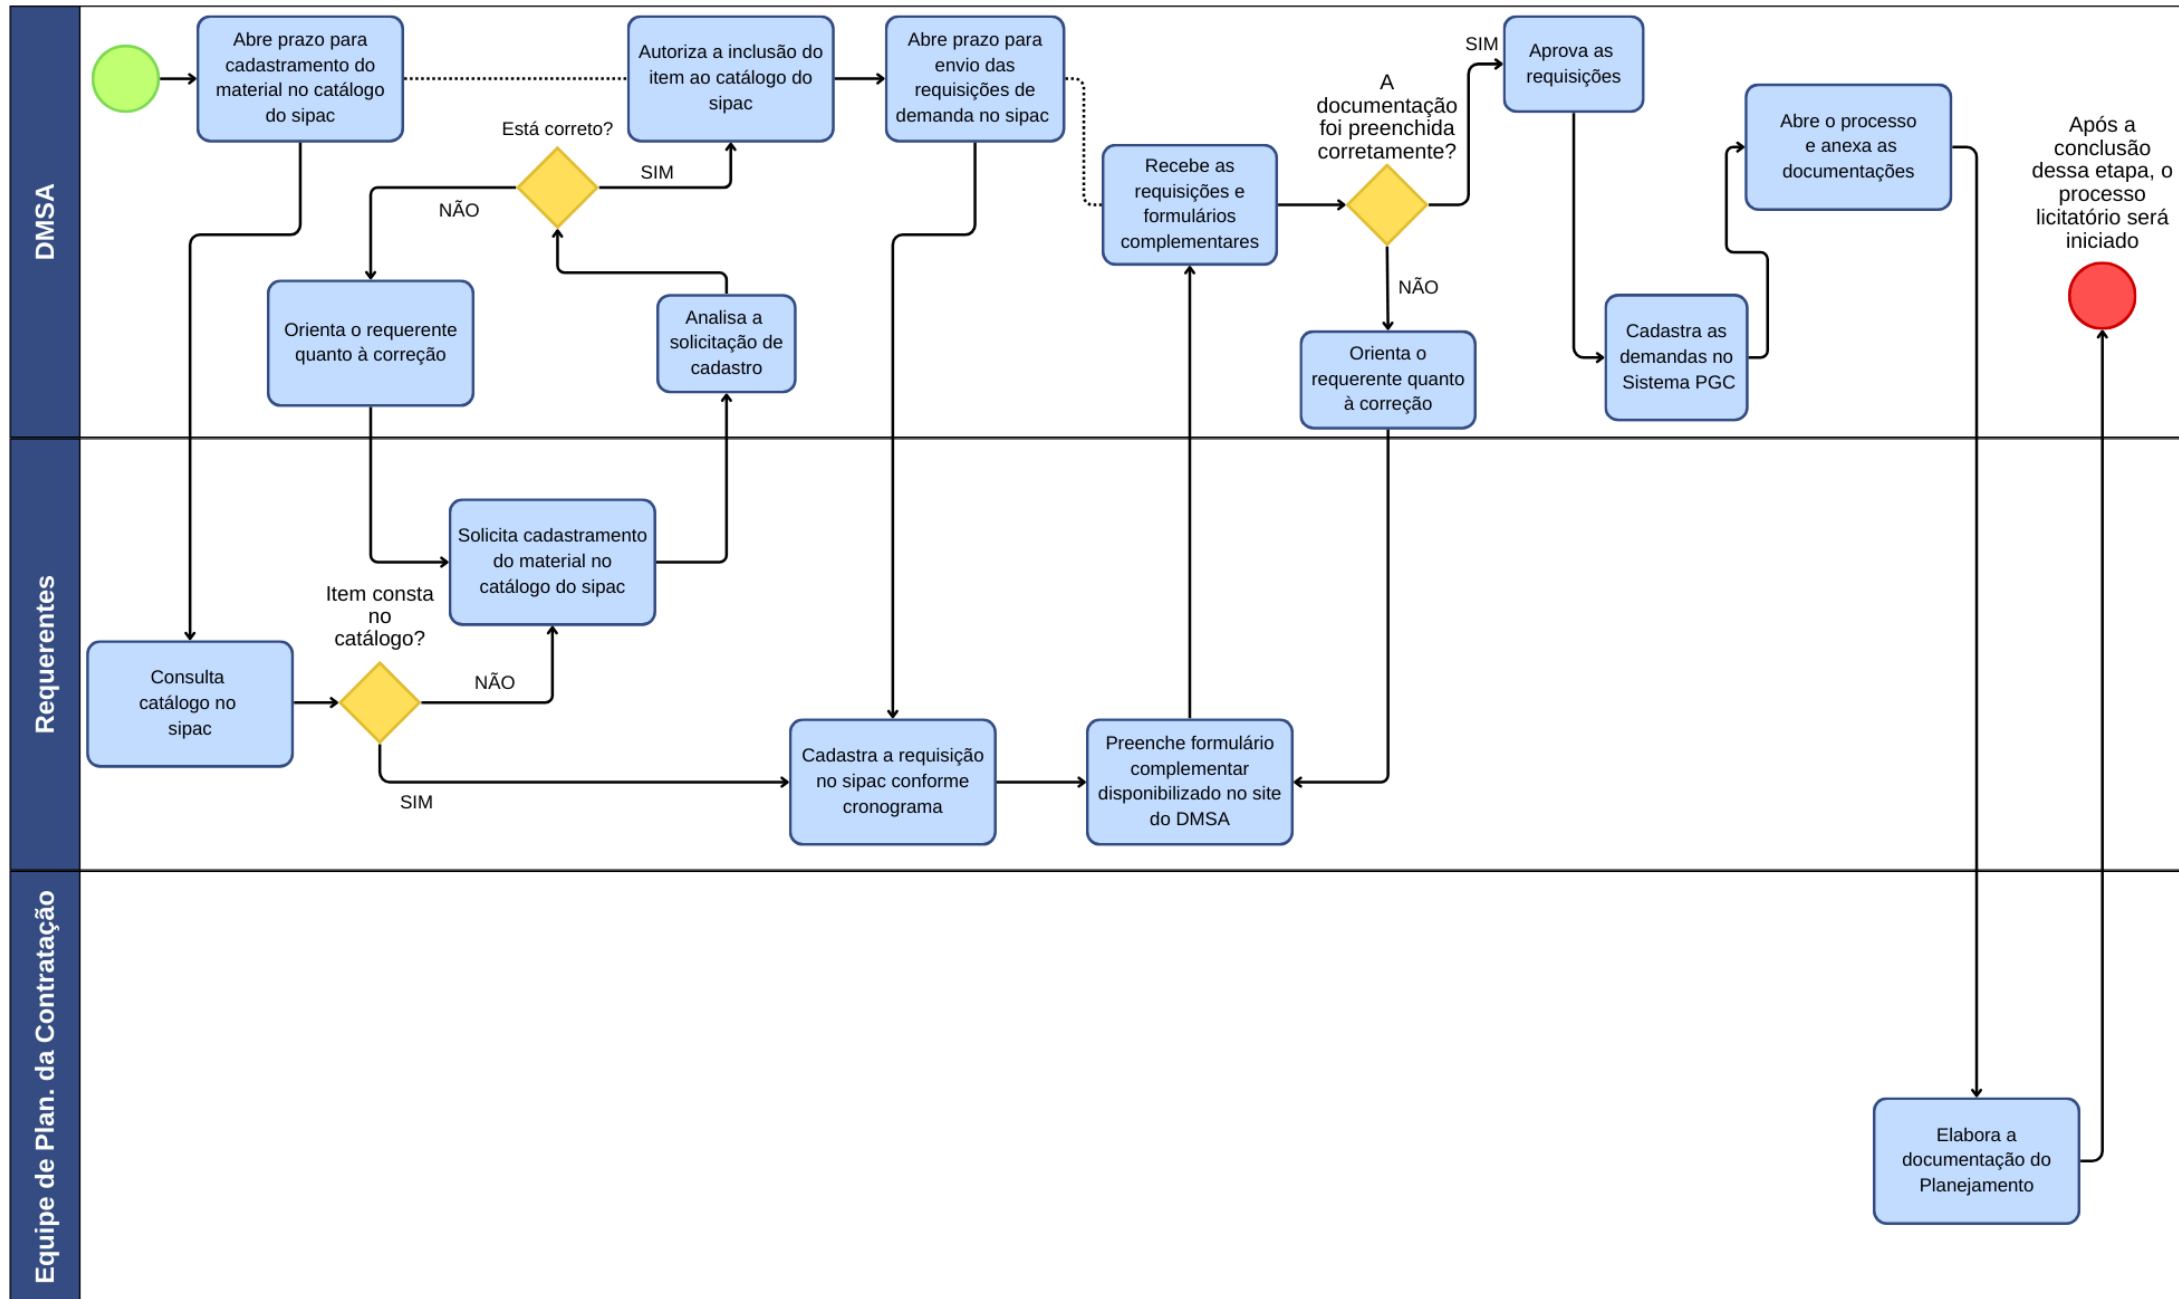 DMSA
Abre prazo para
cadastramento do
material no catálogo
do sipac
Autoriza a inclusão do
item ao catálogo do
sipac
Abre prazo para
envio das
requisições de
demanda no sipac
Está correto?
SIM
NÃO
Orienta o requerente
quanto à correção
Analisa a
solicitação de
cadastro
Recebe as
requisições e
formulários
complementares
A
documentação
foi preenchida
corretamente?
SIM
NÃO
Aprova as
requisições
Orienta o
requerente quanto
à correção
Cadastra as
demandas no
Sistema PGC
Abre o processo
e anexa as
documentações
Após a
conclusão
dessa etapa, o
processo
licitatório será
iniciado
Requerentes
Consulta
catálogo no
sipac
Item consta
no
catálogo?
NÃO
SIM
Solicita cadastramento
do material no
catálogo do sipac
Cadastra a requisição
no sipac conforme
cronograma
Preenche formulário
complementar
disponibilizado no site
do DMSA
Equipe de Plan. da Contratação
Elabora a
documentação do
Planejamento